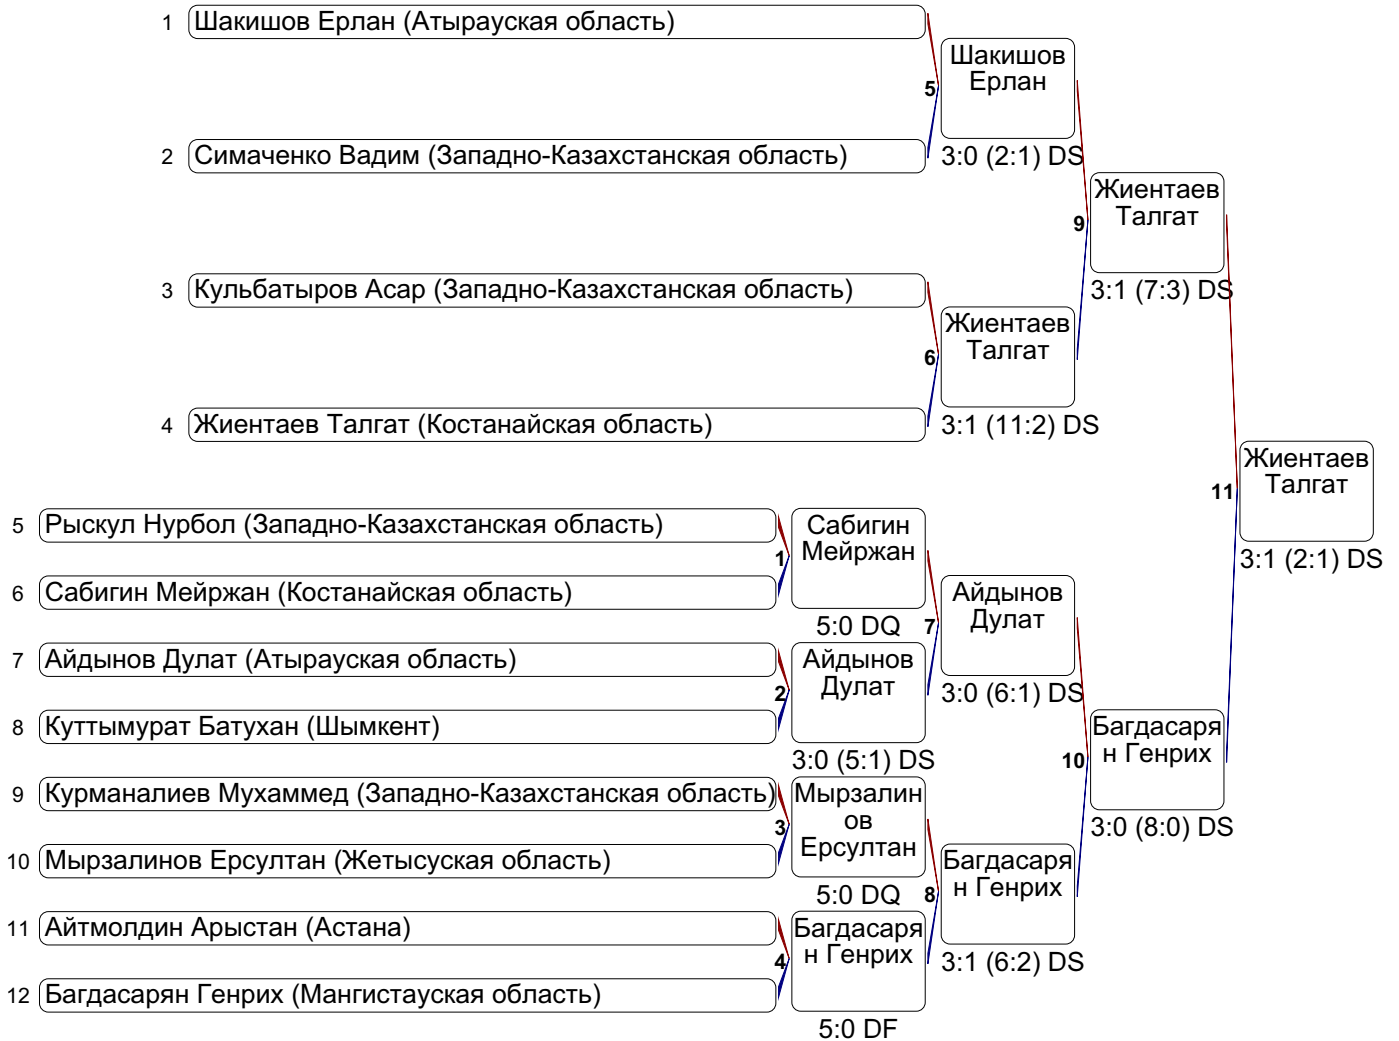 1 Шакишов Ерлан (Атырауская область)
Шакишов
Ерлан
5
2 Симаченко Вадим (Западно-Казахстанская область)
3:0 (2:1) DS
Жиентаев
Талгат
9
3 Кульбатыров Асар (Западно-Казахстанская область)
3:1 (7:3) DS
Жиентаев
Талгат
6
4 Жиентаев Талгат (Костанайская область)
3:1 (11:2) DS
Жиентаев
Талгат
11
3:1 (2:1) DS
5 Рыскул Нурбол (Западно-Казахстанская область)
Сабигин
Мейржан
1
6 Сабигин Мейржан (Костанайская область)
5:0 DQ
Айдынов
Дулат
7
7 Айдынов Дулат (Атырауская область)
Айдынов
Дулат
2
3:0 (6:1) DS
8 Куттымурат Батухан (Шымкент)
3:0 (5:1) DS
Багдасаря
н Генрих
10
3:0 (8:0) DS
9 Курманалиев Мухаммед (Западно-Казахстанская область)
Мырзалин
ов
Ерсултан
3
10 Мырзалинов Ерсултан (Жетысуская область)
5:0 DQ
Багдасаря
н Генрих
8
11 Айтмолдин Арыстан (Астана)
Багдасаря
н Генрих
4
3:1 (6:2) DS
12 Багдасарян Генрих (Мангистауская область)
5:0 DF